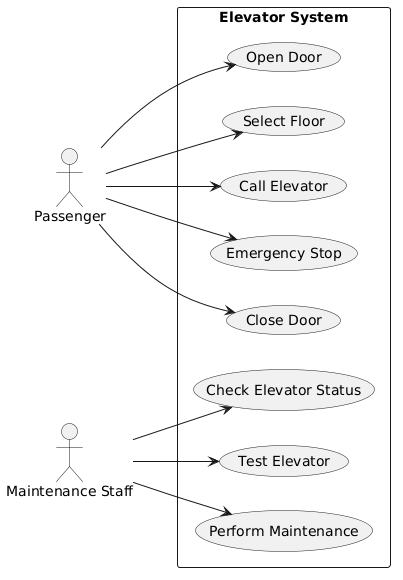 Elevator System
Open Door
Select Floor
Call Elevator
Passenger
Emergency Stop
Close Door
Check Elevator Status
Test Elevator
Maintenance Staff
Perform Maintenance